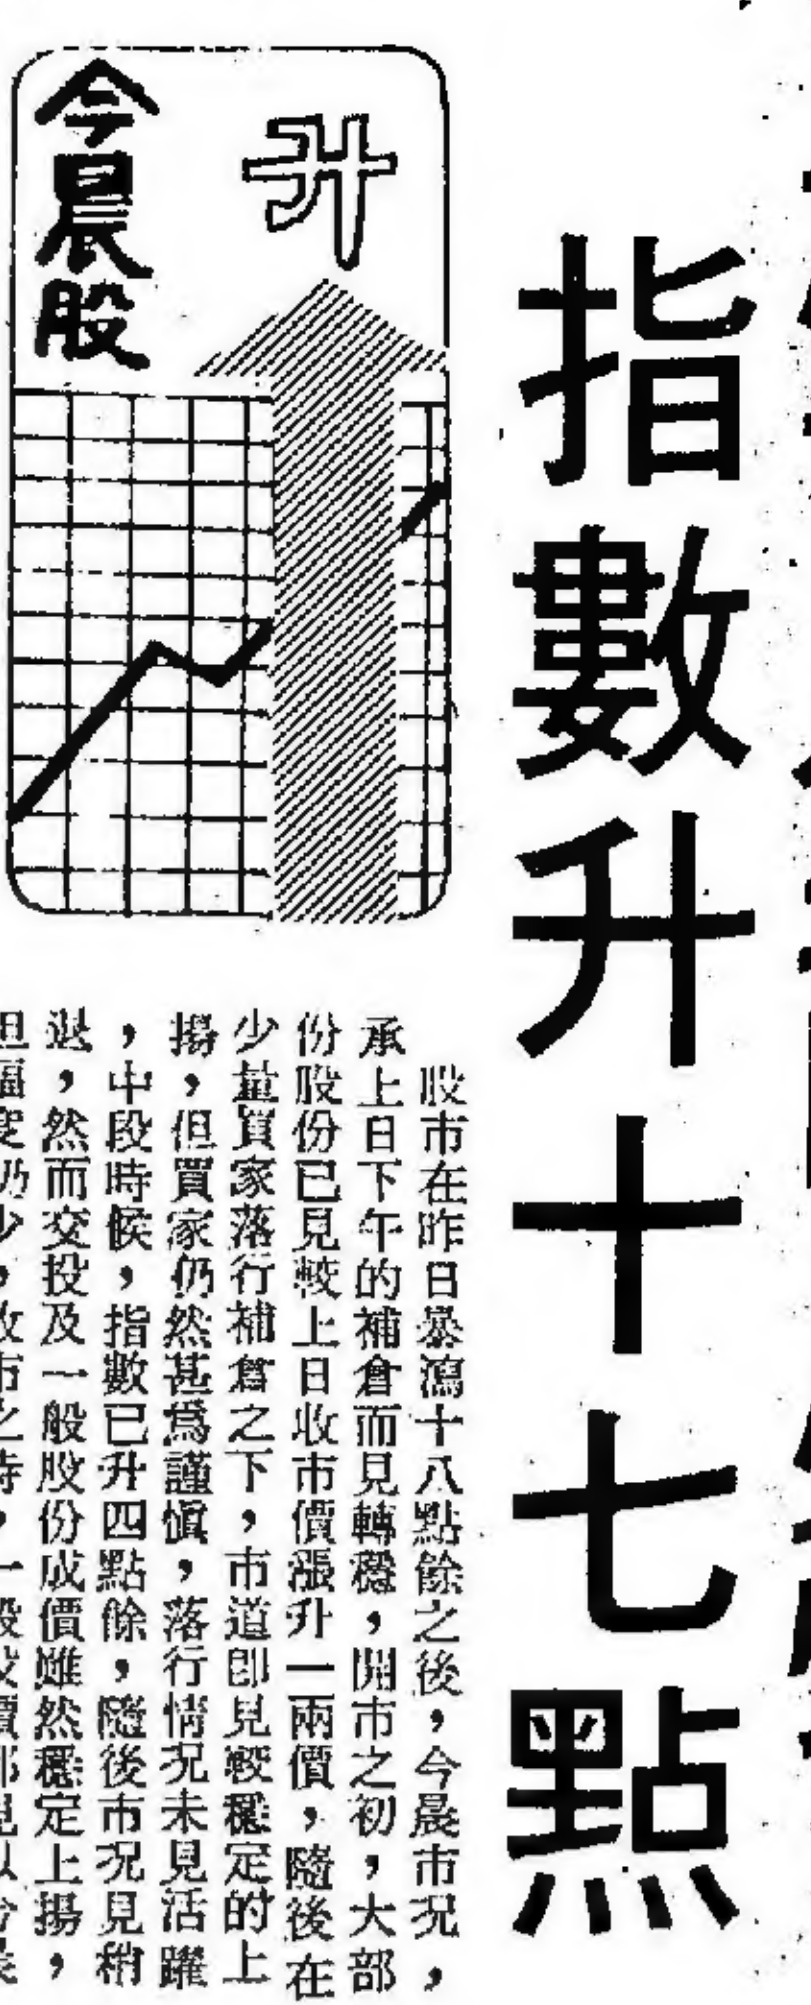 指數升十七點
今晨股
升
股市在昨日暴瀉十八點餘之後，今晨市況，
承上日下午的補倉而見轉穩，開市之初，大部
份股份已見較上日收市價漲升一兩價，隨後在
少量買家落行補倉之下，市道即見較穩定的上
揚，但買家仍然甚爲謹慎，落行情況未見活躍
，中段時候，指數已升四點餘，隨後市況見稍
退，然而交投及一般股份成價雖然穩定上揚，